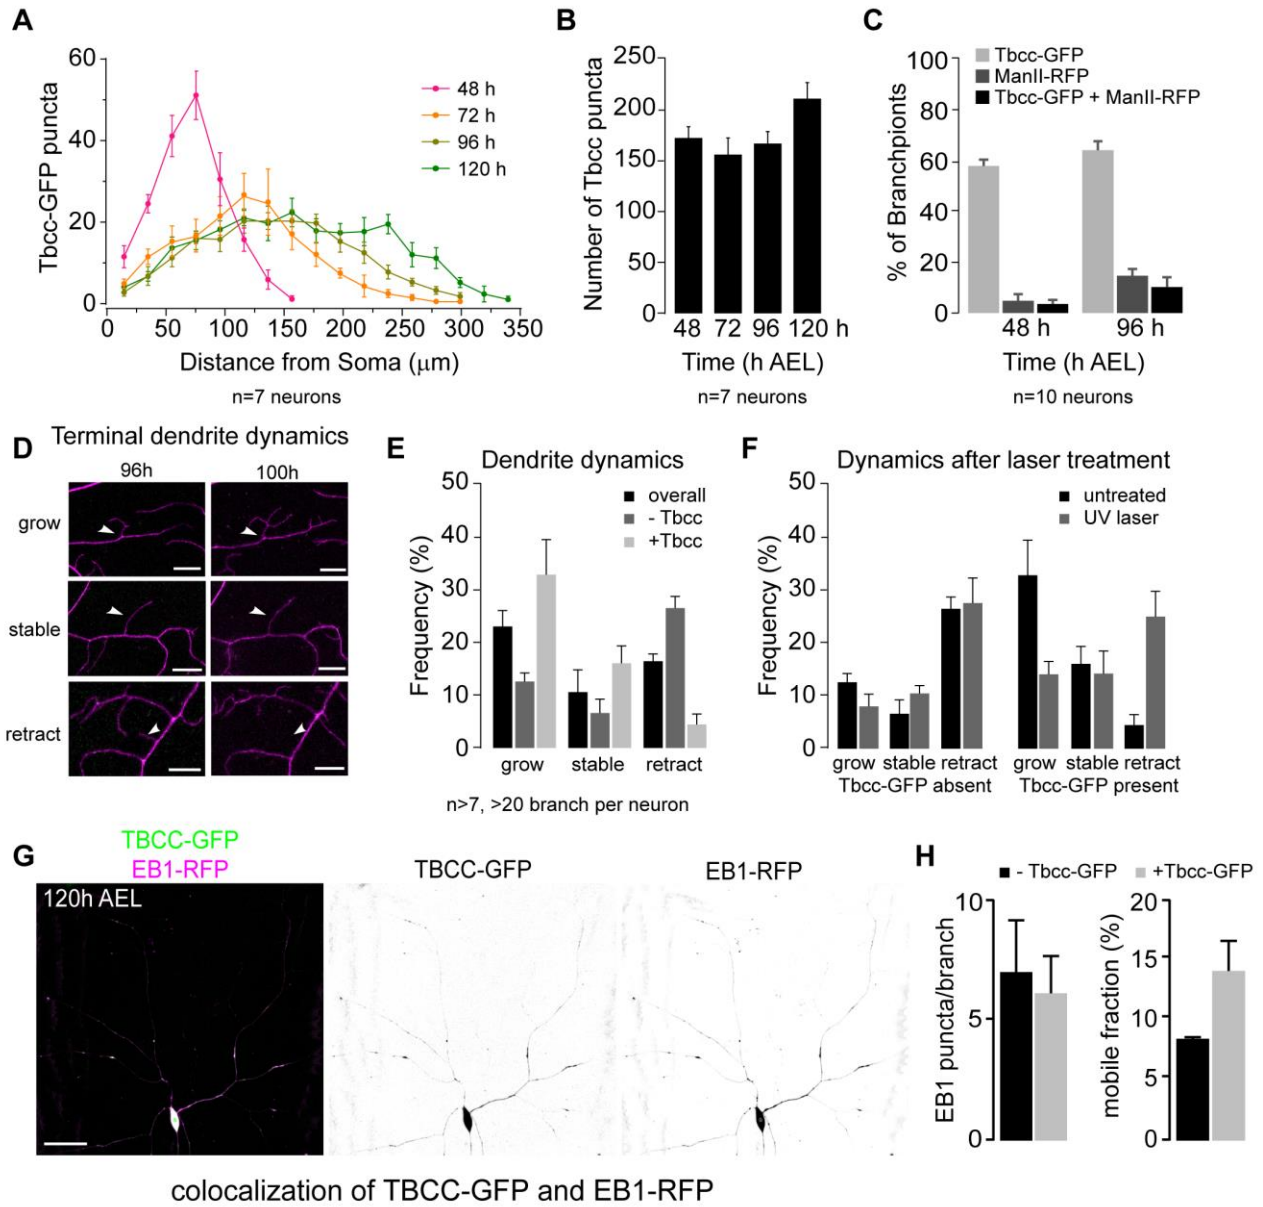 A
Tbcc-GFP puncta
60
40
20
0
0
50
100
150
200
250
300
350
Distance from Soma (μm)
n=7 neurons
48 h
72 h
96 h
120 h
B
Number of Tbcc puncta
250
200
150
100
50
0
48 72 96 120 h
Time (h AEL)
n=7 neurons
C
% of Branchpionts
100
80
60
40
20
0
Tbcc-GFP
ManII-RFP
Tbcc-GFP + ManII-RFP
48 h 96 h
Time (h AEL)
n=10 neurons
D
Terminal dendrite dynamics
96h 100h
grow
stable
retract
E
Dendrite dynamics
Frequency (%)
50
40
30
20
10
0
overall
- Tbcc
+Tbcc
grow stable retract
n>7, >20 branch per neuron
F
Dynamics after laser treatment
Frequency (%)
50
40
30
20
10
0
untreated
UV laser
grow stable retract grow stable retract
Tbcc-GFP absent Tbcc-GFP present
G
TBCC-GFP
EB1-RFP
TBCC-GFP
EB1-RFP
120h AEL
colocalization of TBCC-GFP and EB1-RFP
H
- Tbcc-GFP +Tbcc-GFP
EB1 puncta/branch
10
5
0
mobile fraction (%)
20
15
10
5
0